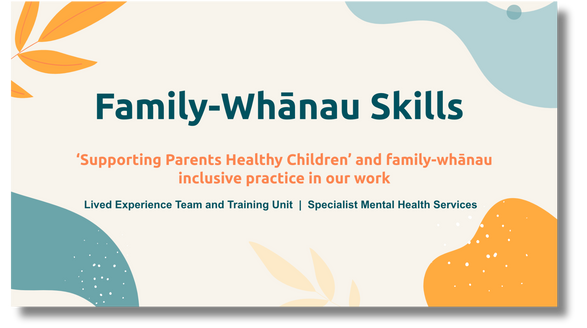 Family-Whānau Skills
‘Supporting Parents Healthy Children’ and family-whānau
inclusive practice in our work
Lived Experience Team and Training Unit | Specialist Mental Health Services